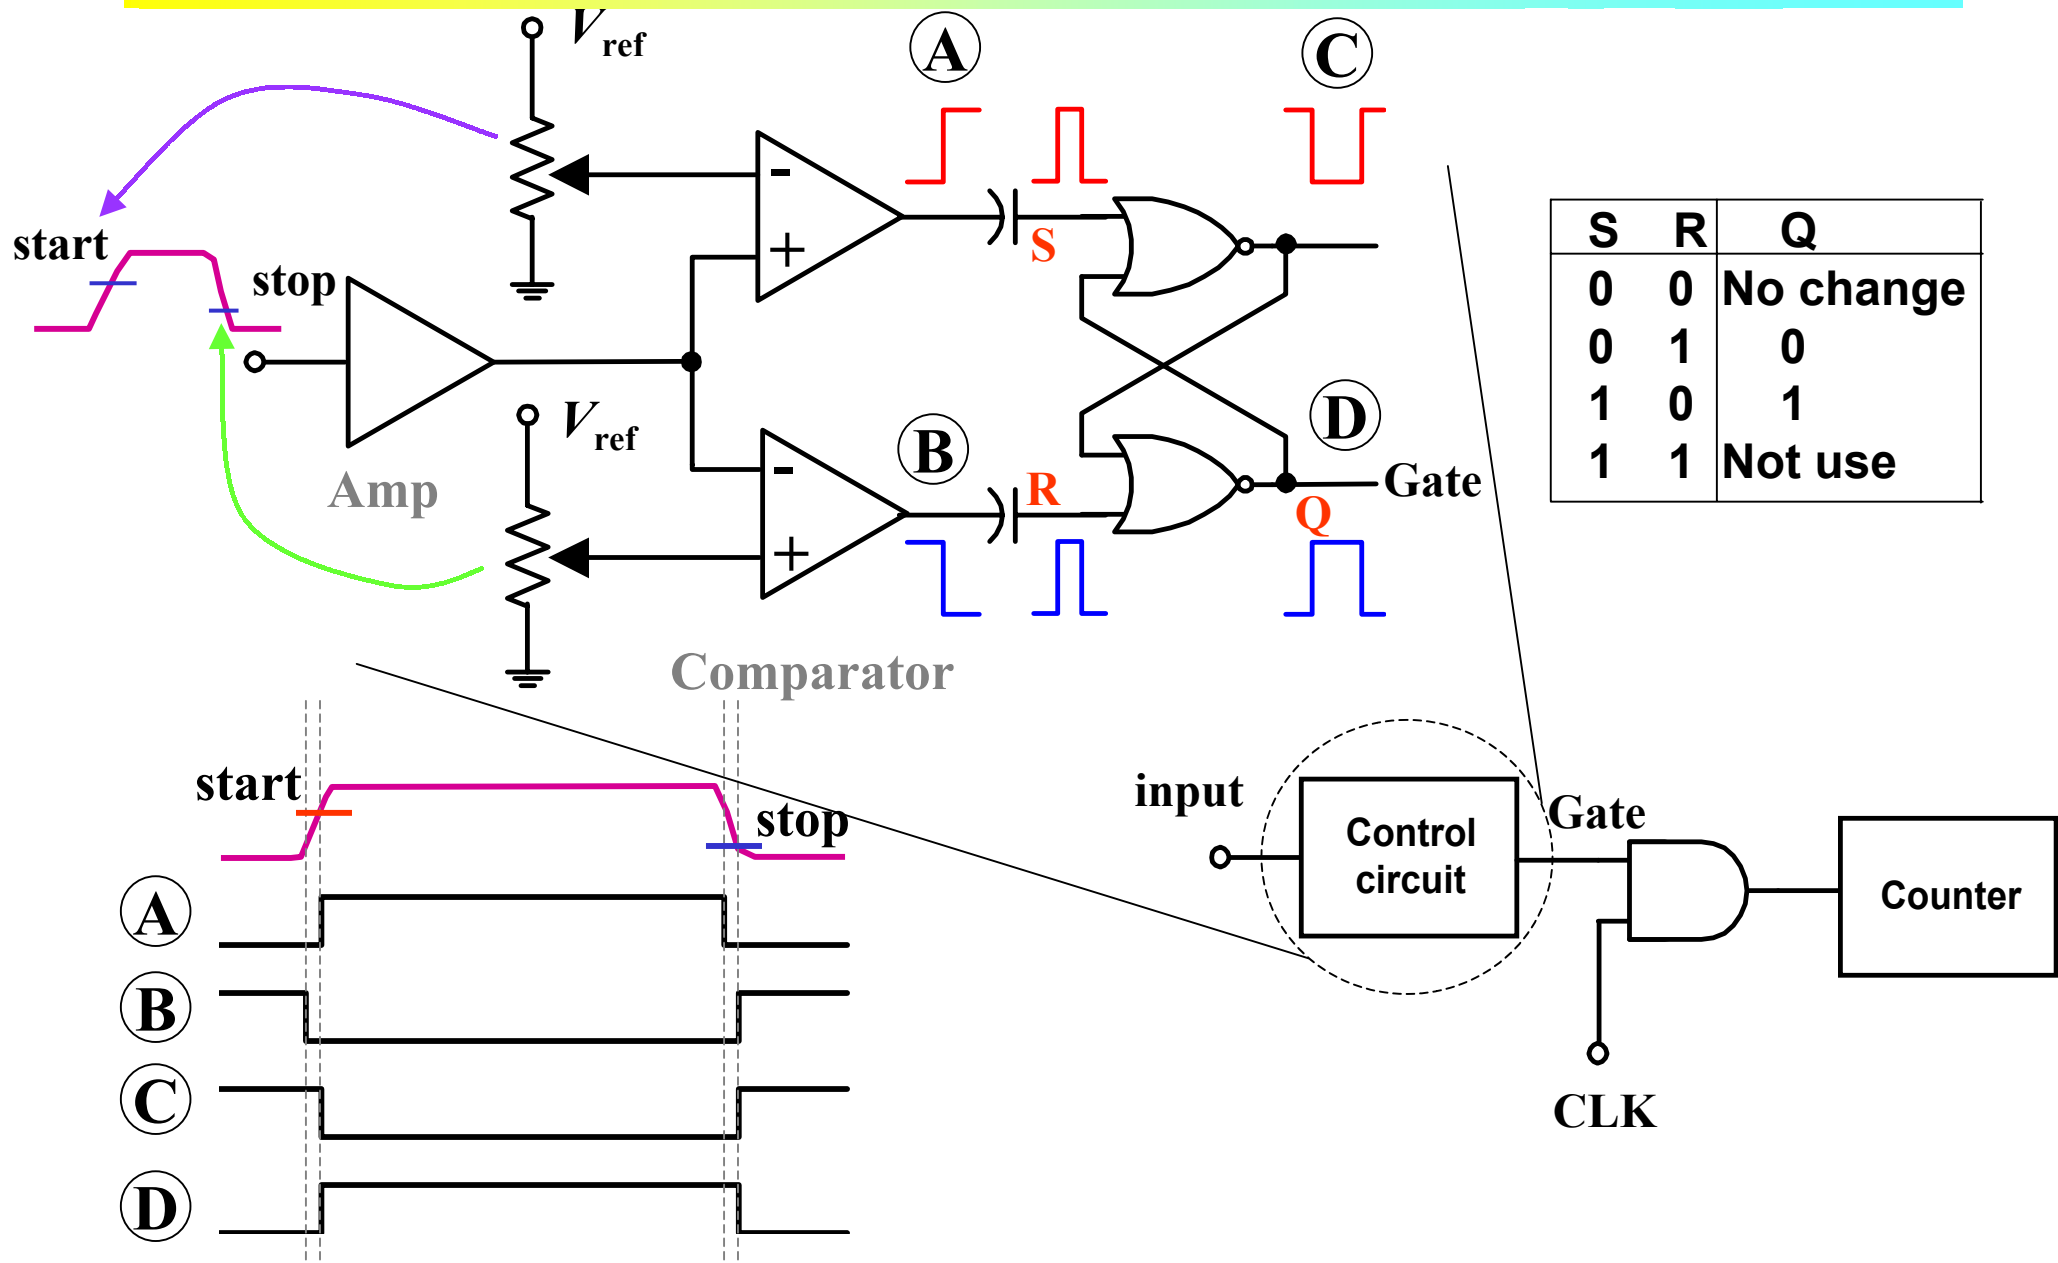 V
ref
A
C
-
+
S
start
stop
Amp
V
ref
B
D
-
+
R
Gate
Q
Comparator
S R Q
0 0 No change
0 1 0
1 0 1
1 1 Not use
start
stop
A
B
C
D
input
Control
circuit
Gate
Counter
CLK